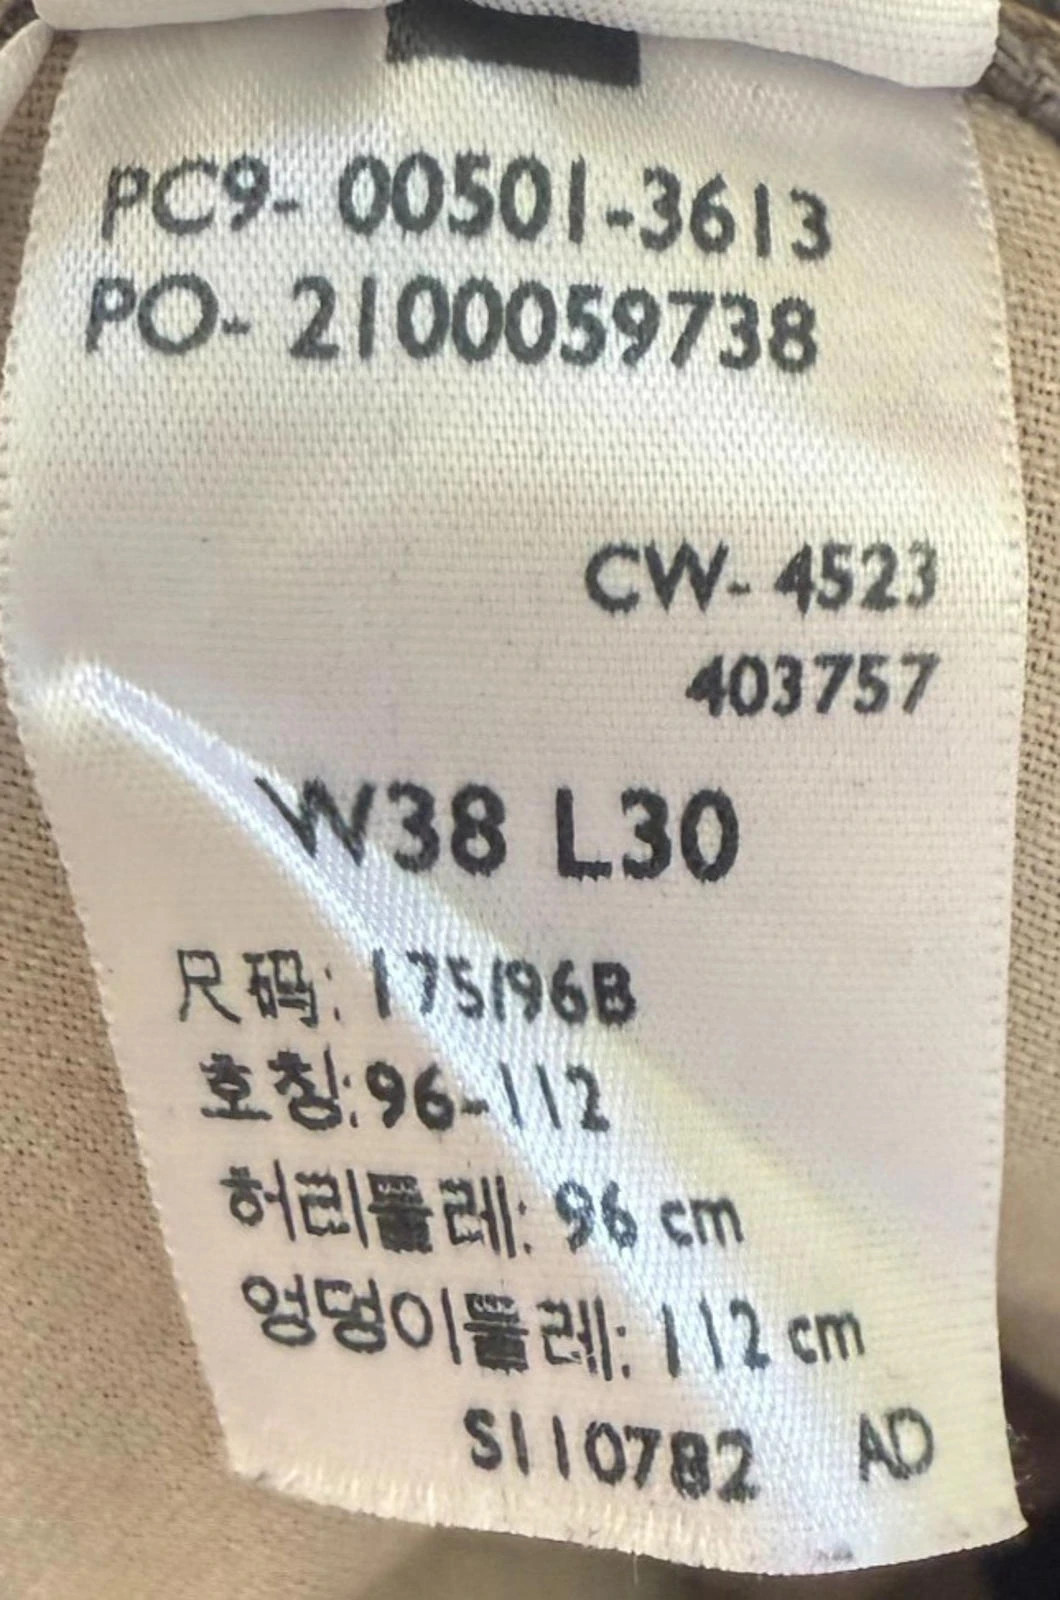 PC9- 00501-3613
PO- 2100059738
CW- 4523
403757
W38 L30
尺码: 175/96B
호칭: 96-112
허리둘레: 96 cm
엉덩이둘레: 112 cm
S110782 AD